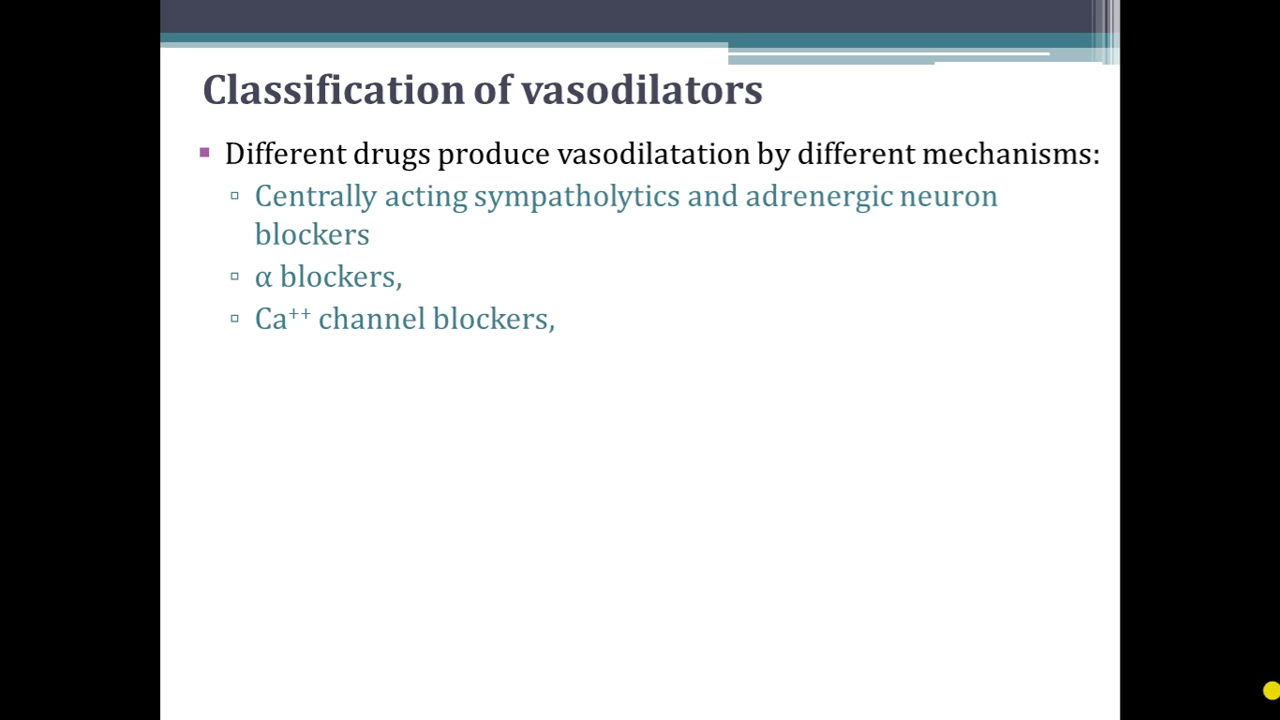 Classification of vasodilators
▪ Different drugs produce vasodilatation by different mechanisms:
▫ Centrally acting sympatholytics and adrenergic neuron
blockers
▫ α blockers,
▫ Ca⁺⁺ channel blockers,